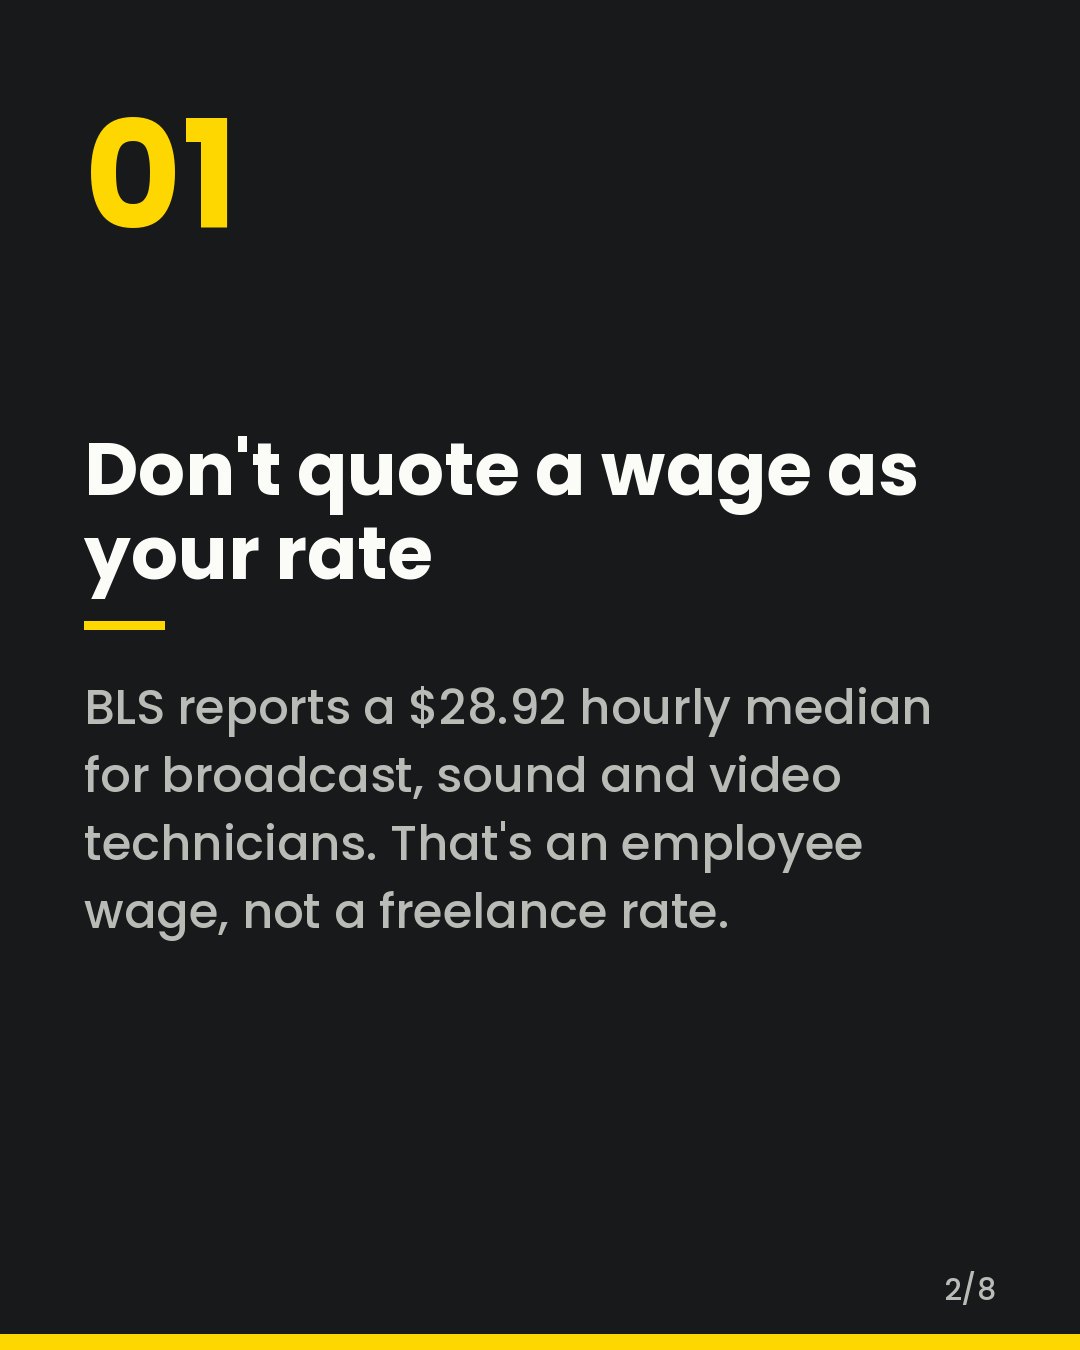 01
Don't quote a wage as
your rate
BLS reports a $28.92 hourly median
for broadcast, sound and video
technicians. That's an employee
wage, not a freelance rate.
2/8